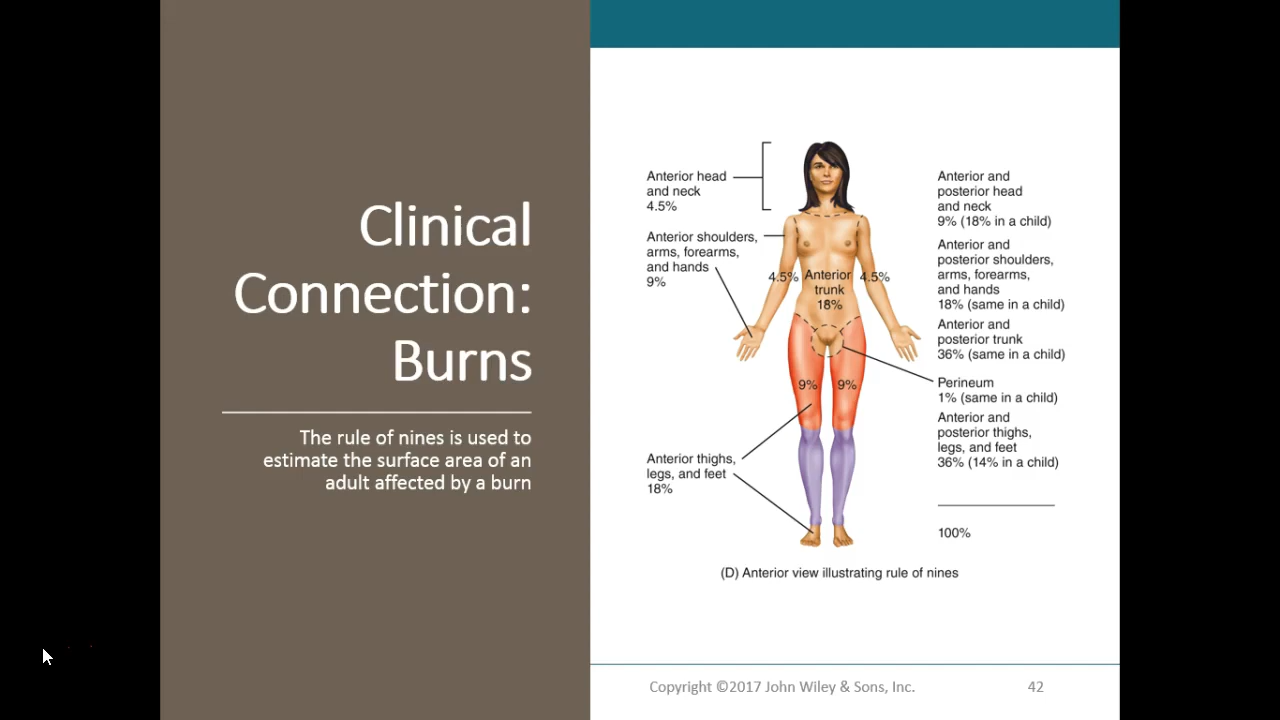 Clinical
Connection:
Burns
The rule of nines is used to
estimate the surface area of an
adult affected by a burn
Anterior head
and neck
4.5%
Anterior shoulders,
arms, forearms,
and hands
9%
4.5%
Anterior
trunk
18%
4.5%
9%
9%
Anterior thighs,
legs, and feet
18%
Anterior and
posterior head
and neck
9% (18% in a child)
Anterior and
posterior shoulders,
arms, forearms,
and hands
18% (same in a child)
Anterior and
posterior trunk
36% (same in a child)
Perineum
1% (same in a child)
Anterior and
posterior thighs,
legs, and feet
36% (14% in a child)
100%
(D) Anterior view illustrating rule of nines
Copyright ©2017 John Wiley & Sons, Inc.
42